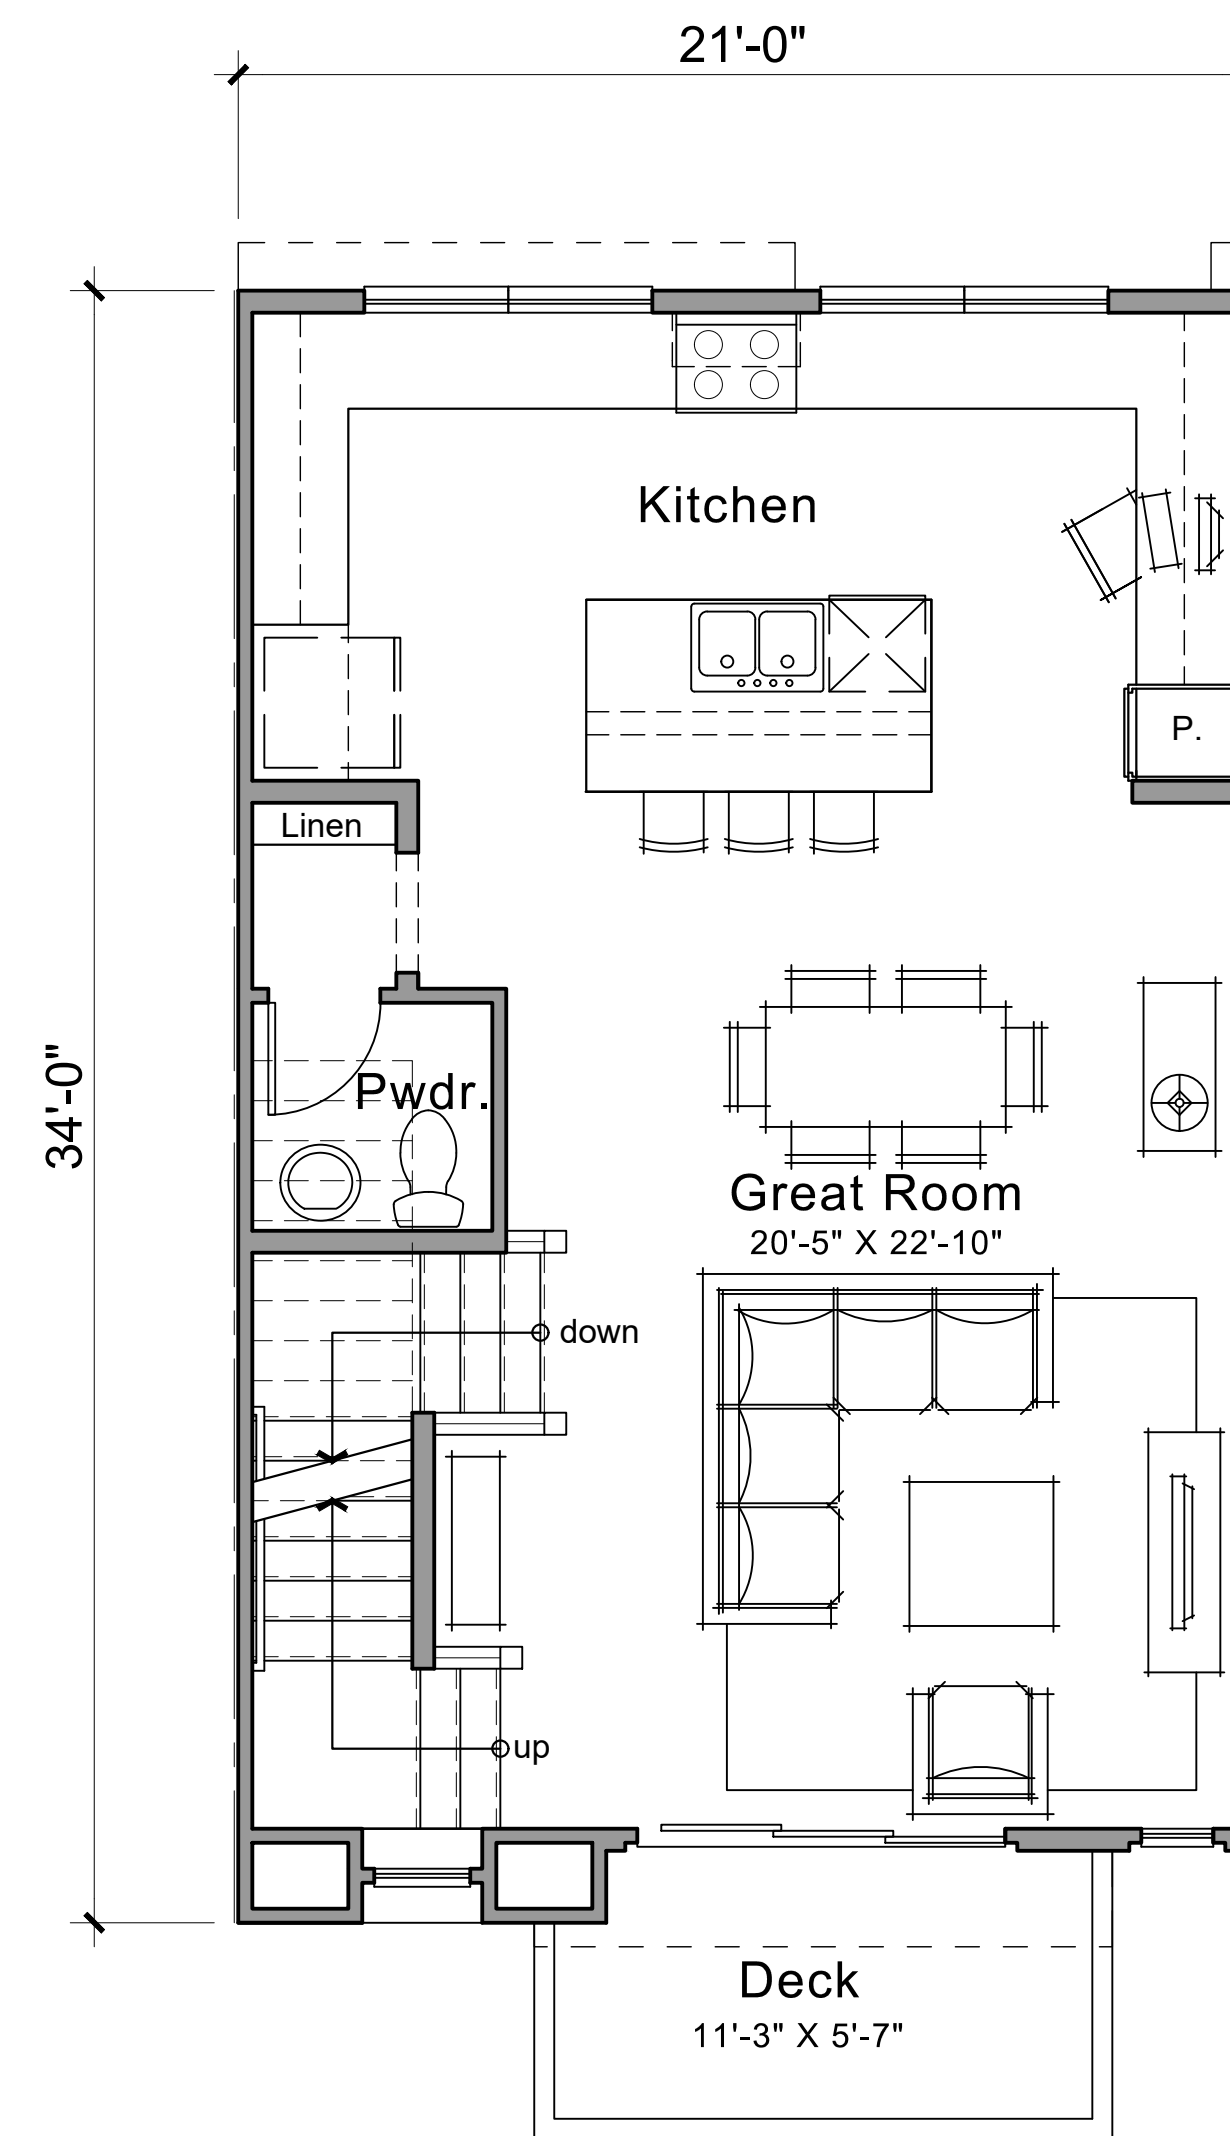 21'-0"
Kitchen
P.
Linen
34'-0"
Pwdr.
Great Room
20'-5" X 22'-10"
down
up
Deck
11'-3" X 5'-7"